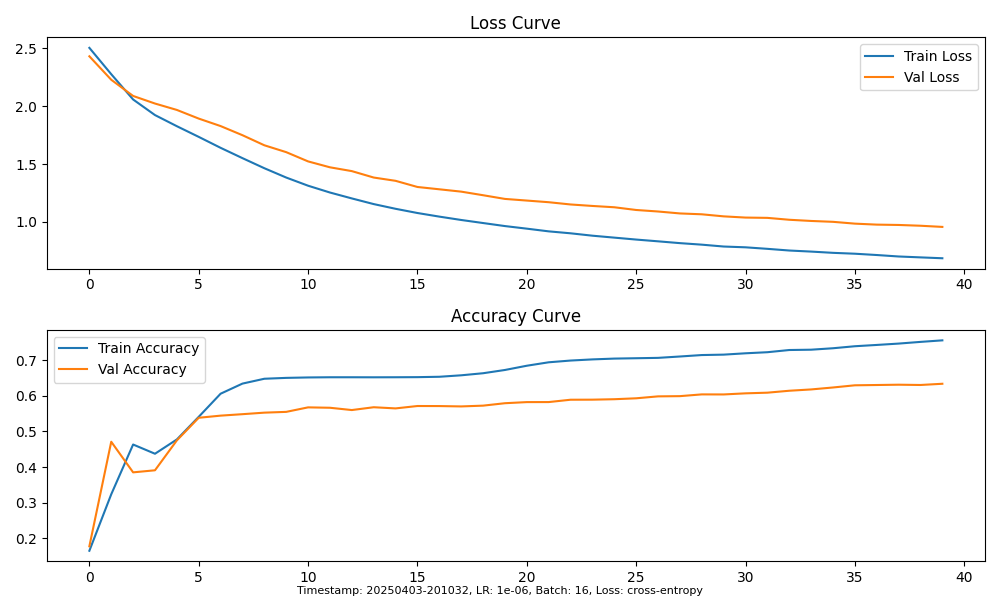 Loss Curve
2.5
2.0
1.5
1.0
Train Loss
Val Loss
0 5 10 15 20 25 30 35 40
Accuracy Curve
0.7
0.6
0.5
0.4
0.3
0.2
Train Accuracy
Val Accuracy
0 5 10 15 20 25 30 35 40
Timestamp: 20250403-201032, LR: 1e-06, Batch: 16, Loss: cross-entropy